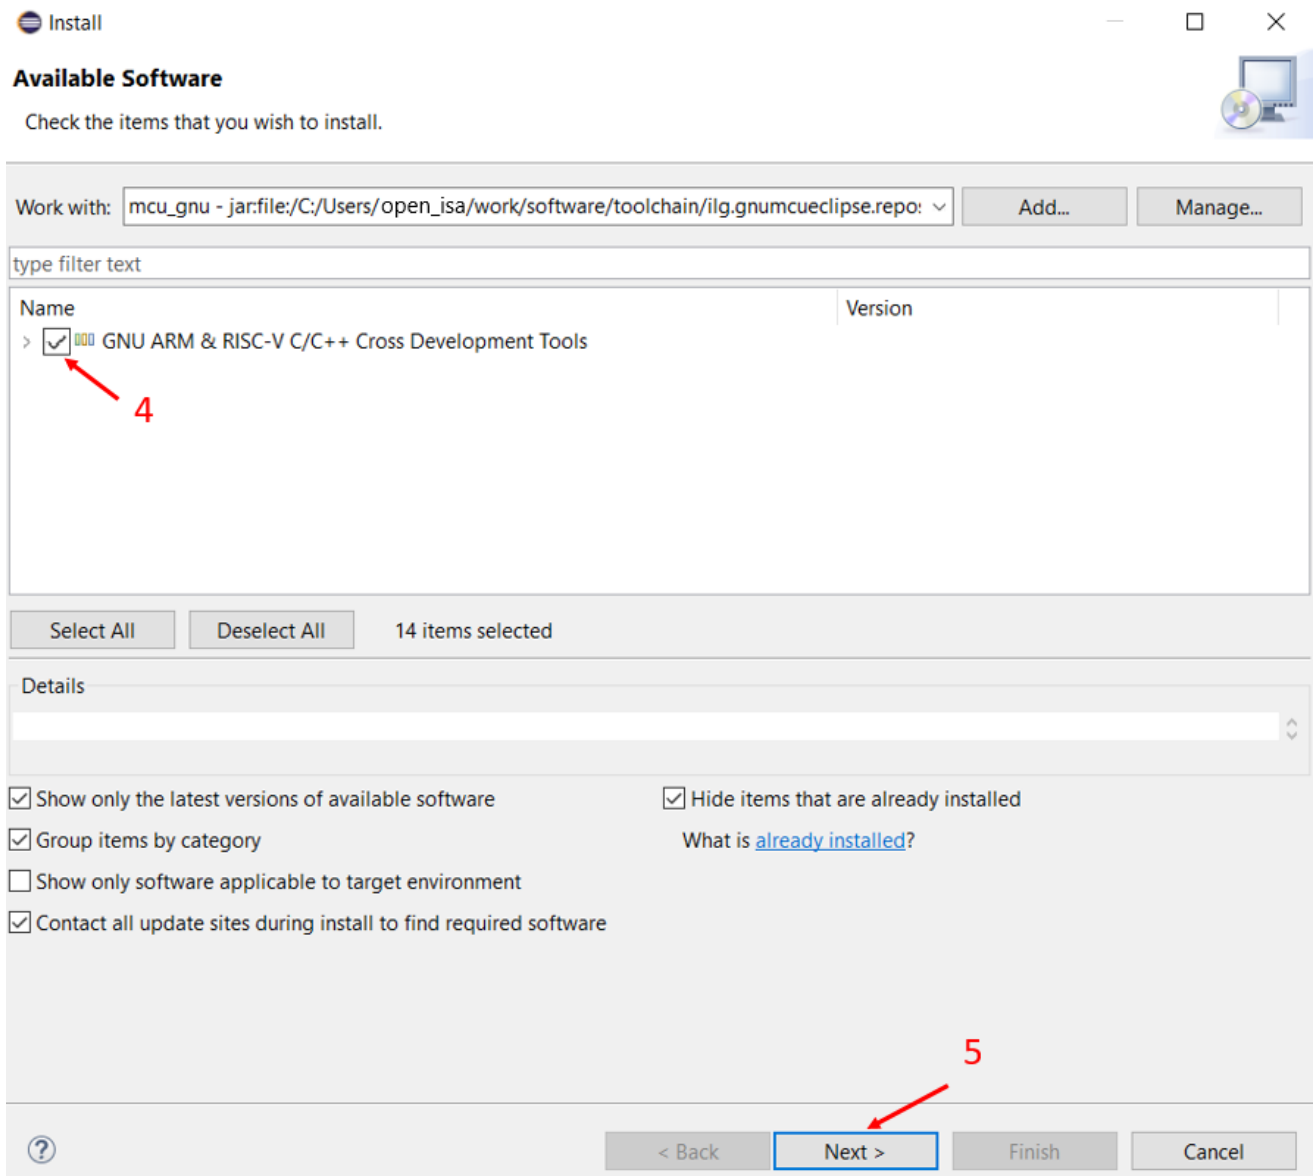 Install
Available Software
Check the items that you wish to install.
Work with: mcu_gnu - jar:file:/C:/Users/open_isa/work/software/toolchain/ilg.gnumcueclipse.repos Add... Manage...
type filter text
Name Version
GNU ARM & RISC-V C/C++ Cross Development Tools
4
Select All Deselect All 14 items selected
Details
Show only the latest versions of available software Hide items that are already installed
Group items by category What is already installed?
Show only software applicable to target environment
Contact all update sites during install to find required software
5
? < Back Next > Finish Cancel